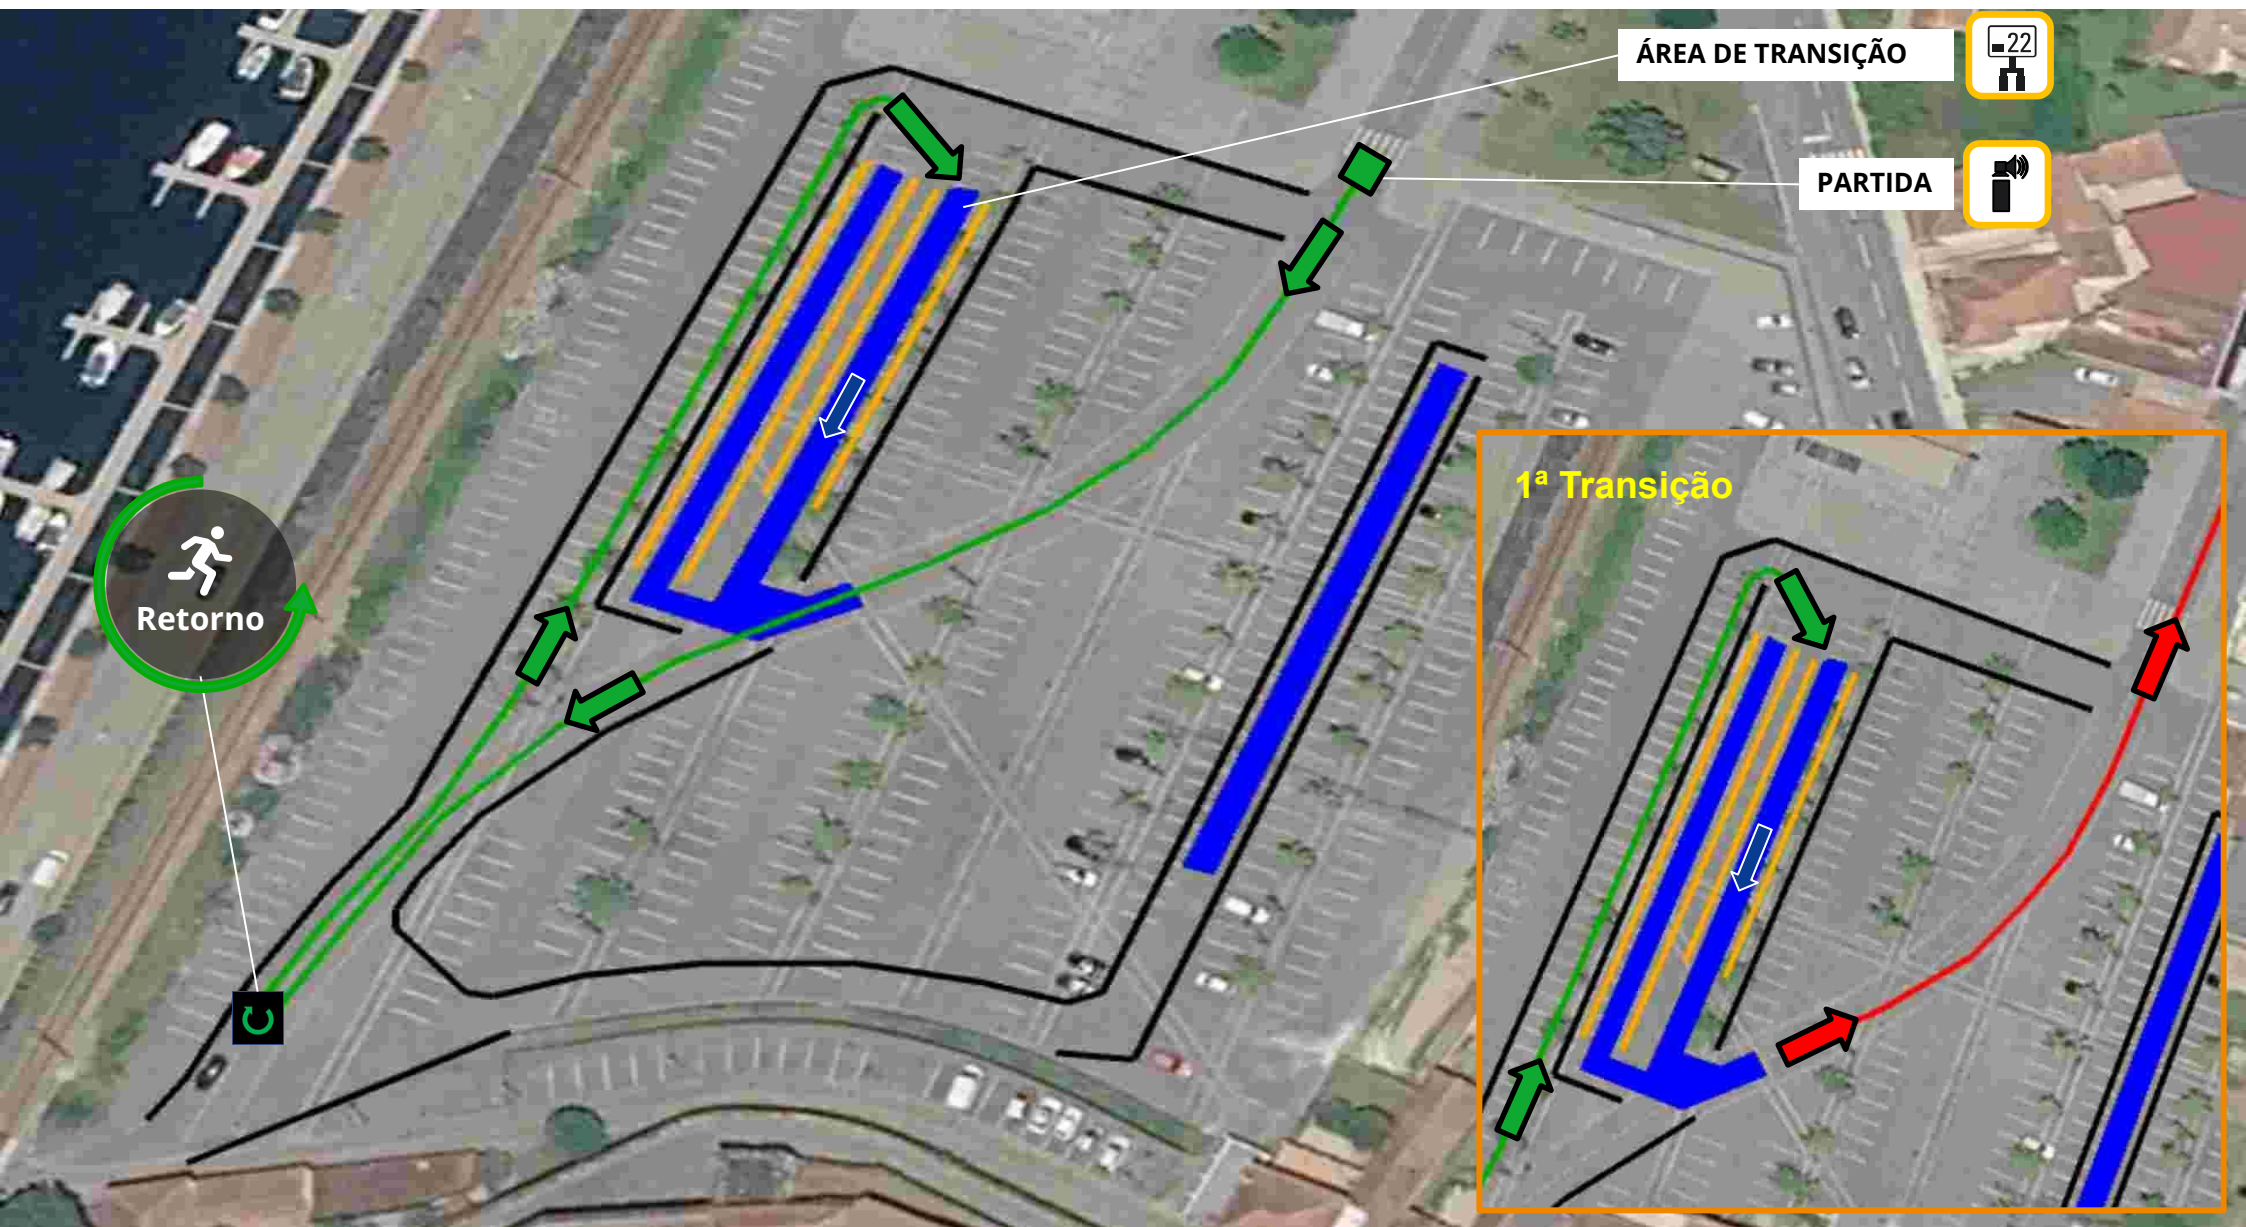 ÁREA DE TRANSIÇÃO
22
PARTIDA
1ª Transição
Retorno